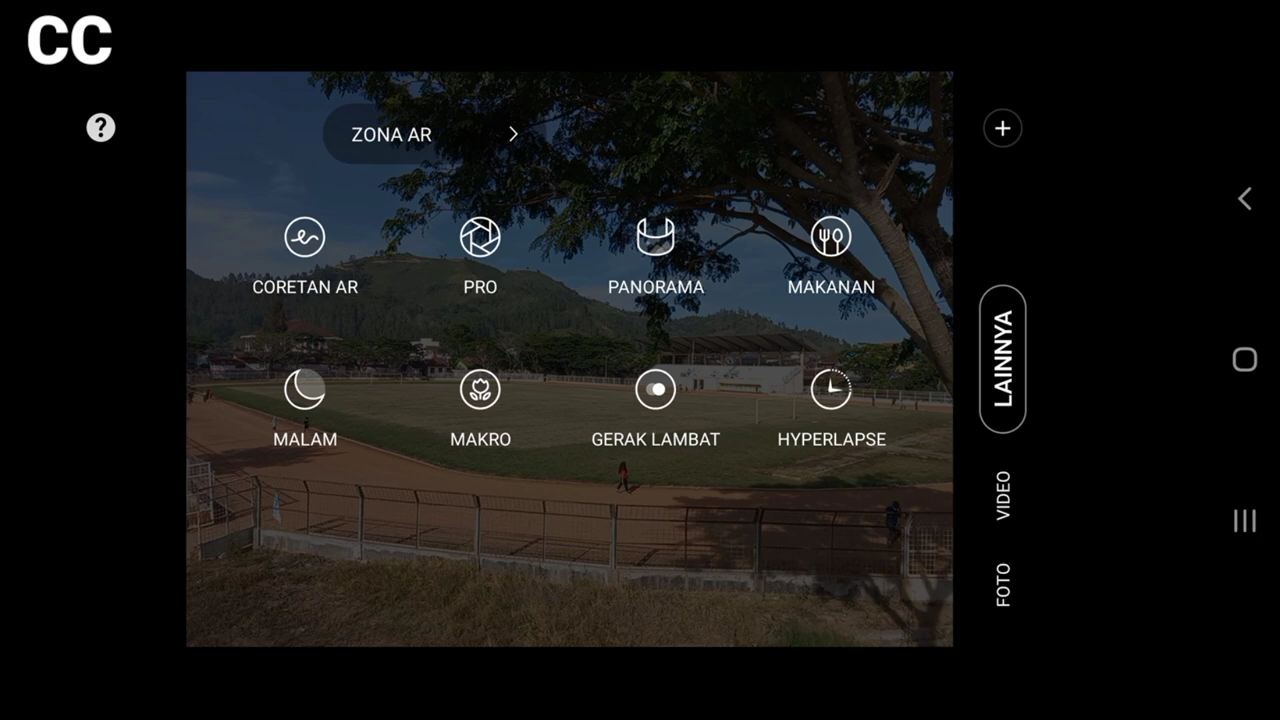 CC
?
ZONA AR
CORETAN AR
PRO
PANORAMA
MAKANAN
MALAM
MAKRO
GERAK LAMBAT
HYPERLAPSE
LAINNYA
VIDEO
FOTO